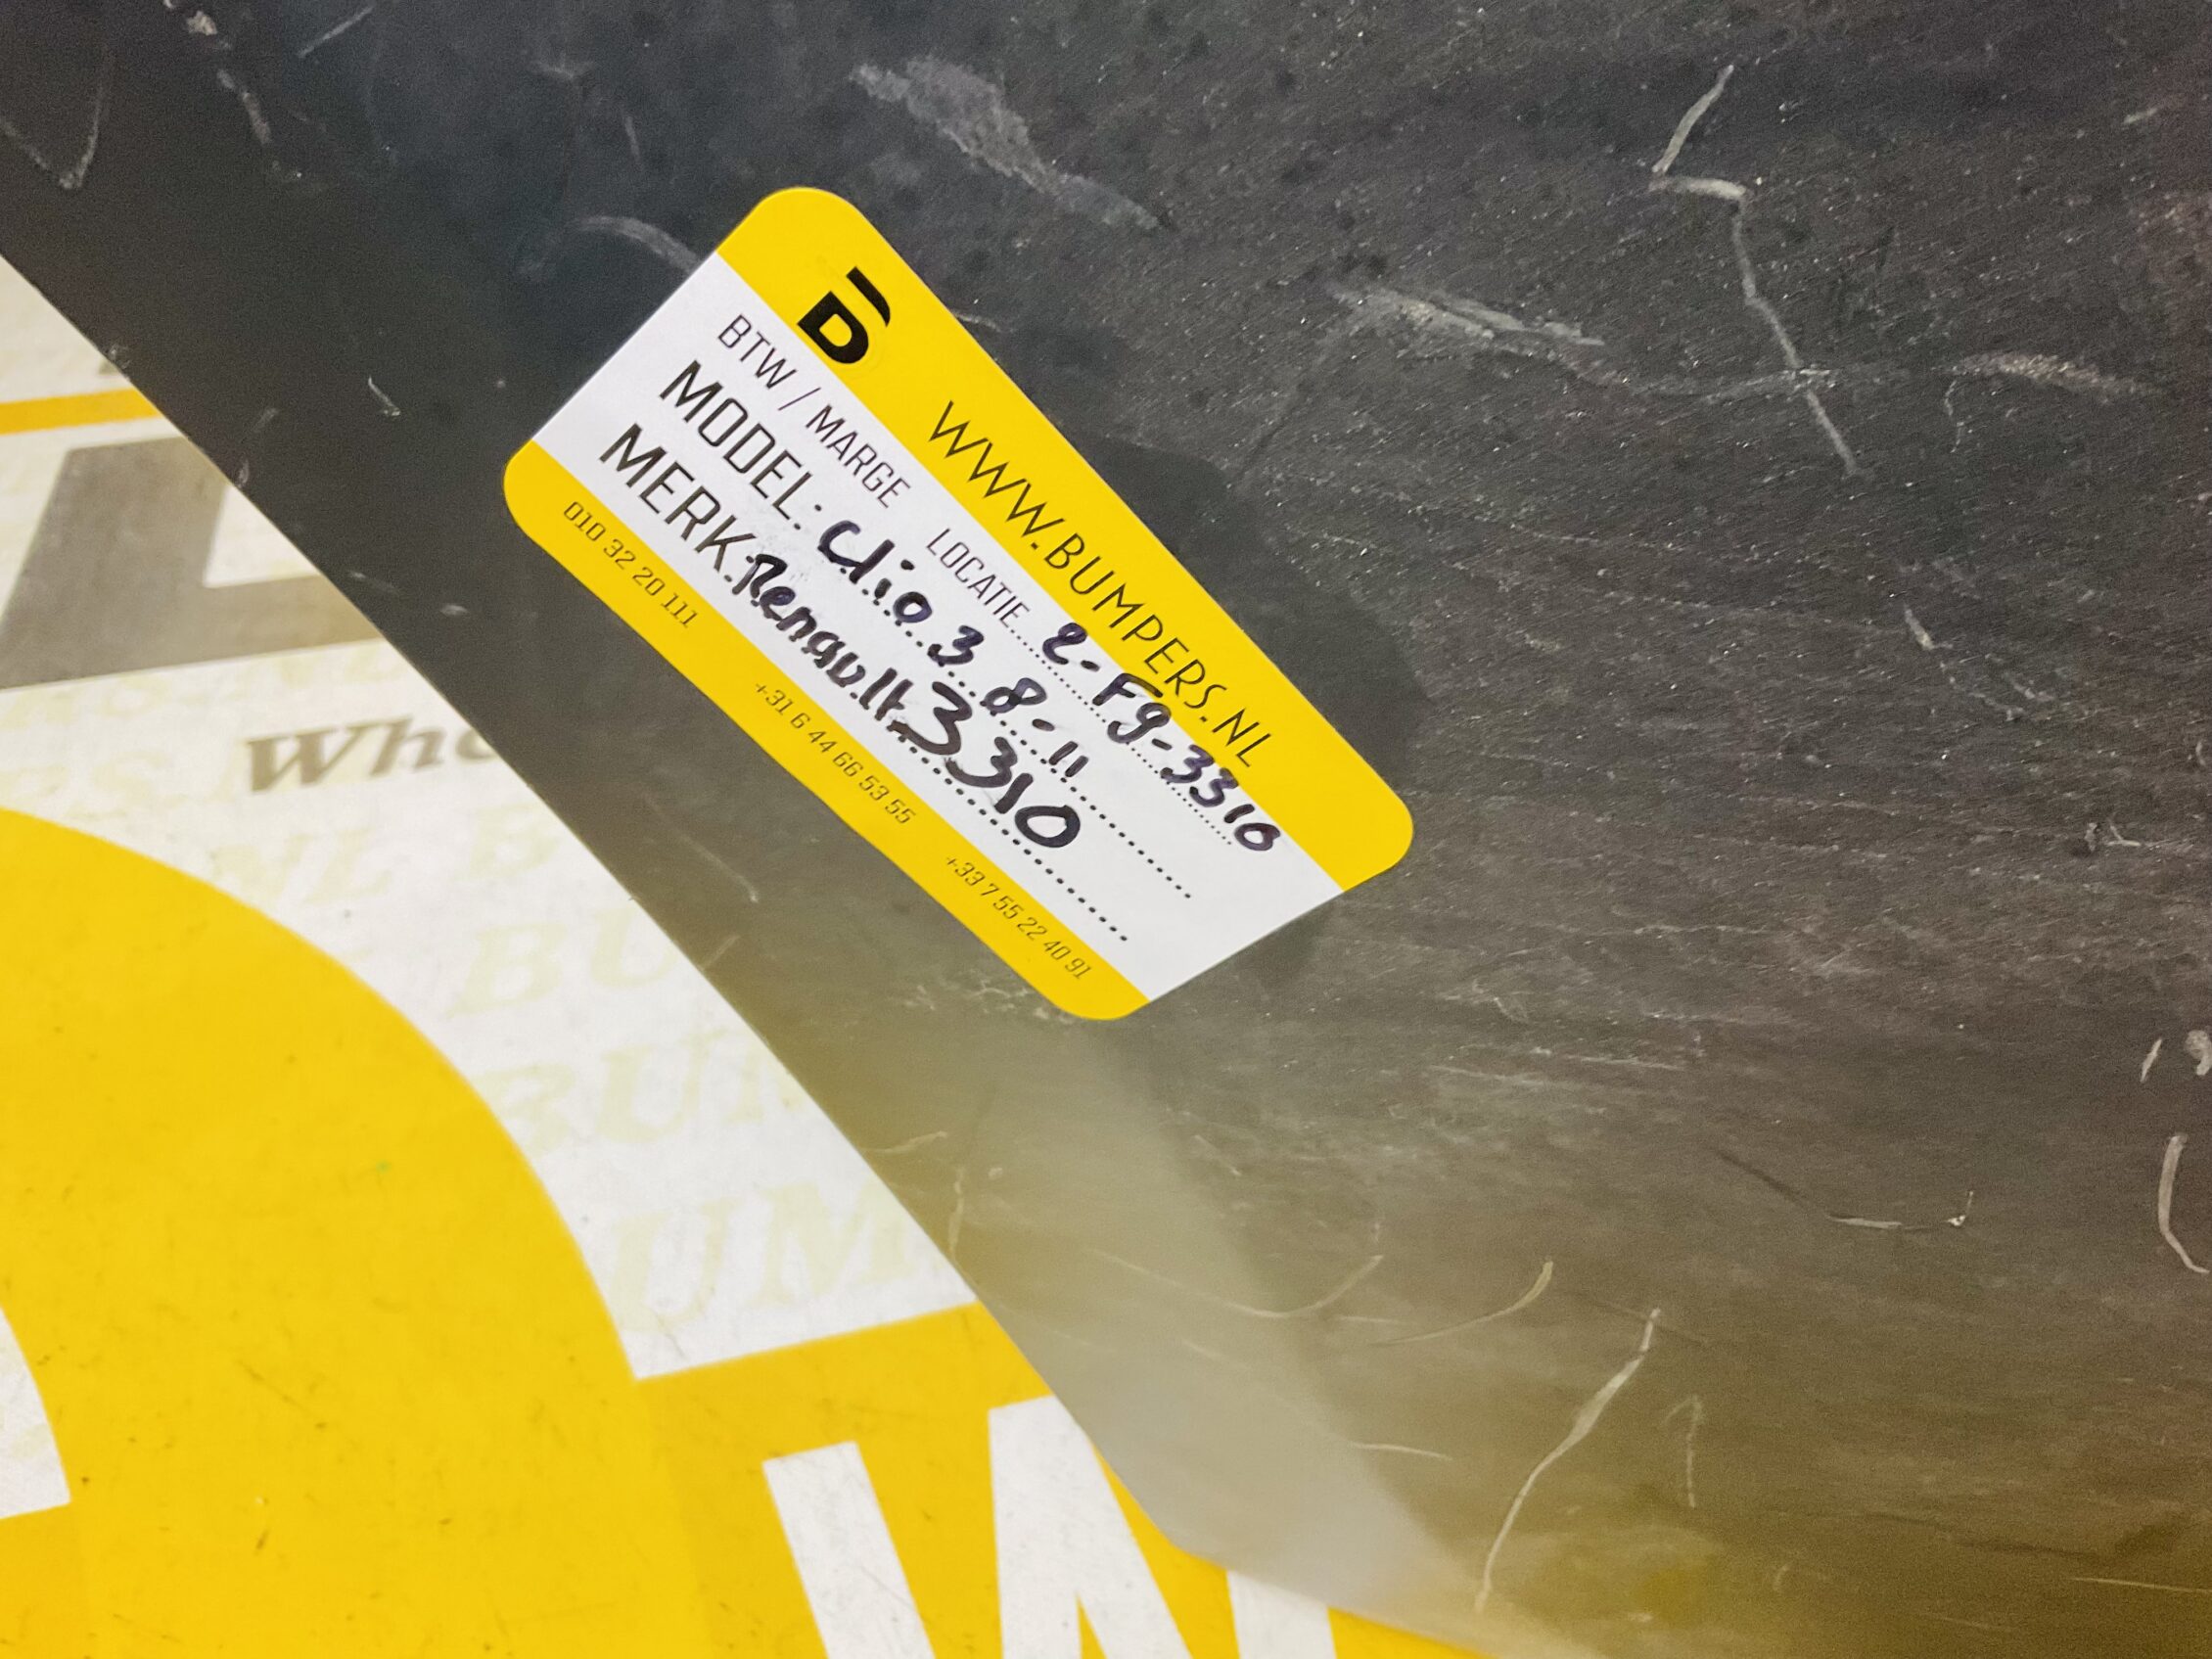 WWW.BUMPERS.NL
BTW / MARGE LOCATIE 2-F9-3310
MODEL: Clio 3 8-11
MERK: Renault 3310
010 32 20 111 +31 6 44 66 53 55 +33 7 55 22 40 91